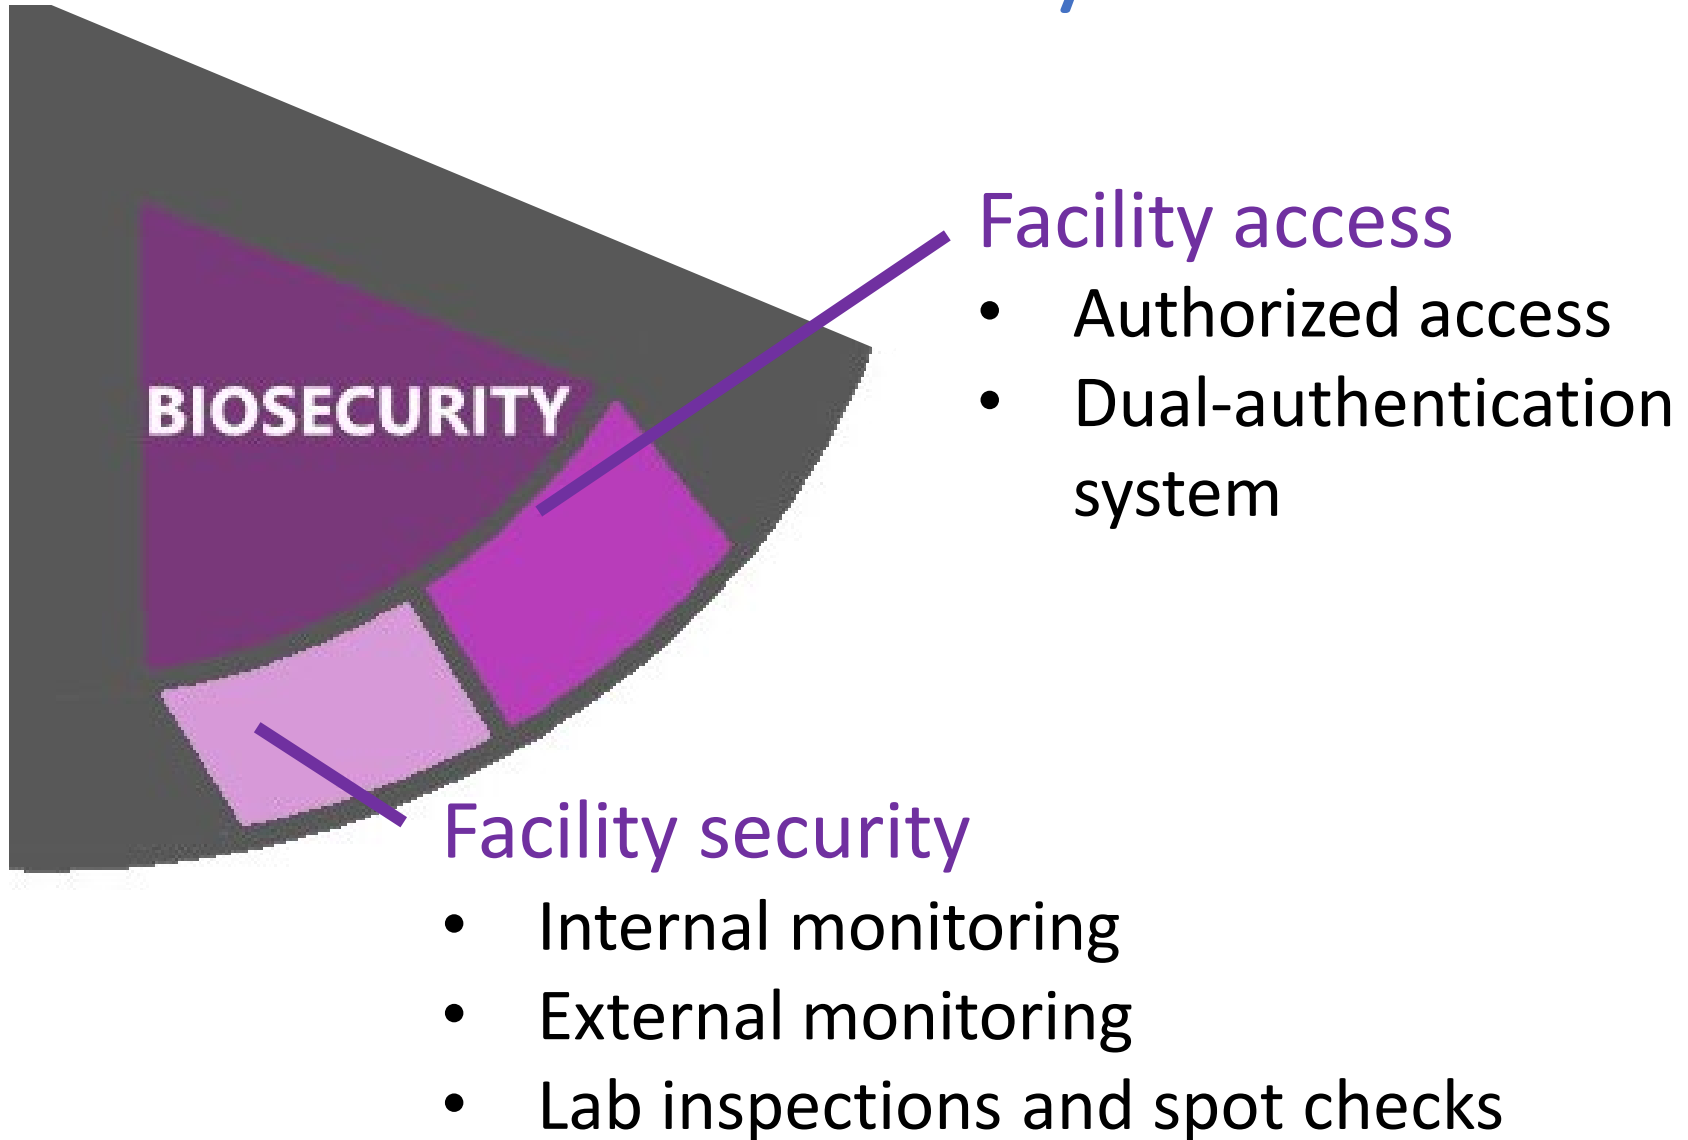 Facility access
• Authorized access
• Dual-authentication
system
BIOSECURITY
Facility security
• Internal monitoring
• External monitoring
• Lab inspections and spot checks